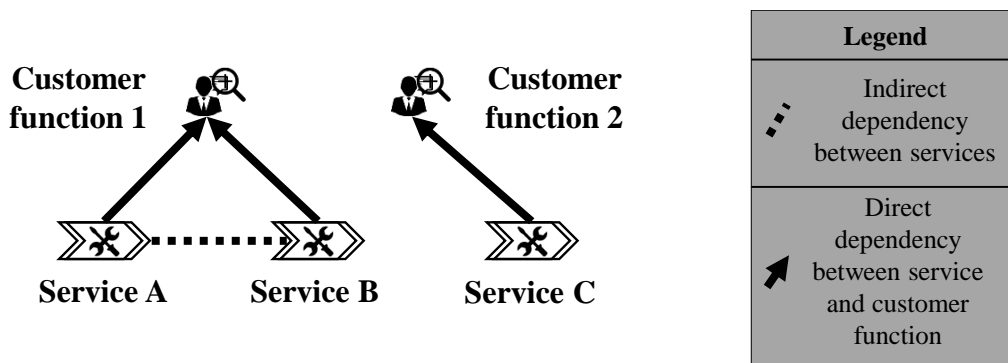 Customer
function 1
Customer
function 2
Service A
Service B
Service C
Legend
Indirect
dependency
between services
Direct
dependency
between service
and customer
function